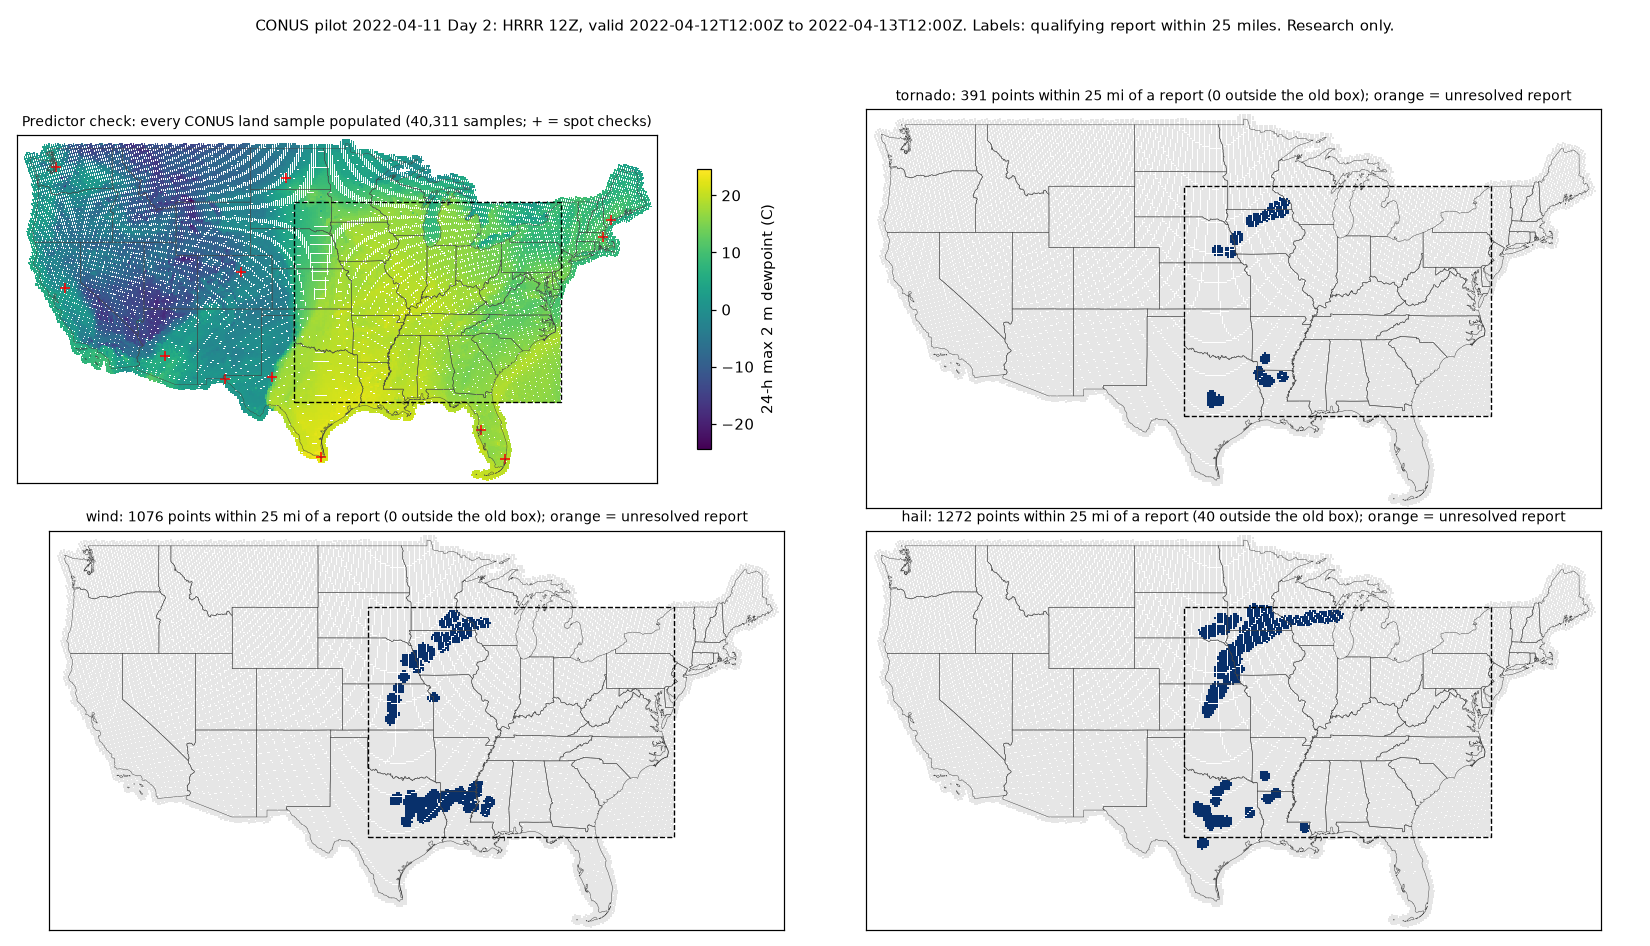 CONUS pilot 2022-04-11 Day 2: HRRR 12Z, valid 2022-04-12T12:00Z to 2022-04-13T12:00Z. Labels: qualifying report within 25 miles. Research only.
Predictor check: every CONUS land sample populated (40,311 samples; + = spot checks)
20
10
0
−10
−20
24-h max 2 m dewpoint (C)
tornado: 391 points within 25 mi of a report (0 outside the old box); orange = unresolved report
wind: 1076 points within 25 mi of a report (0 outside the old box); orange = unresolved report
hail: 1272 points within 25 mi of a report (40 outside the old box); orange = unresolved report